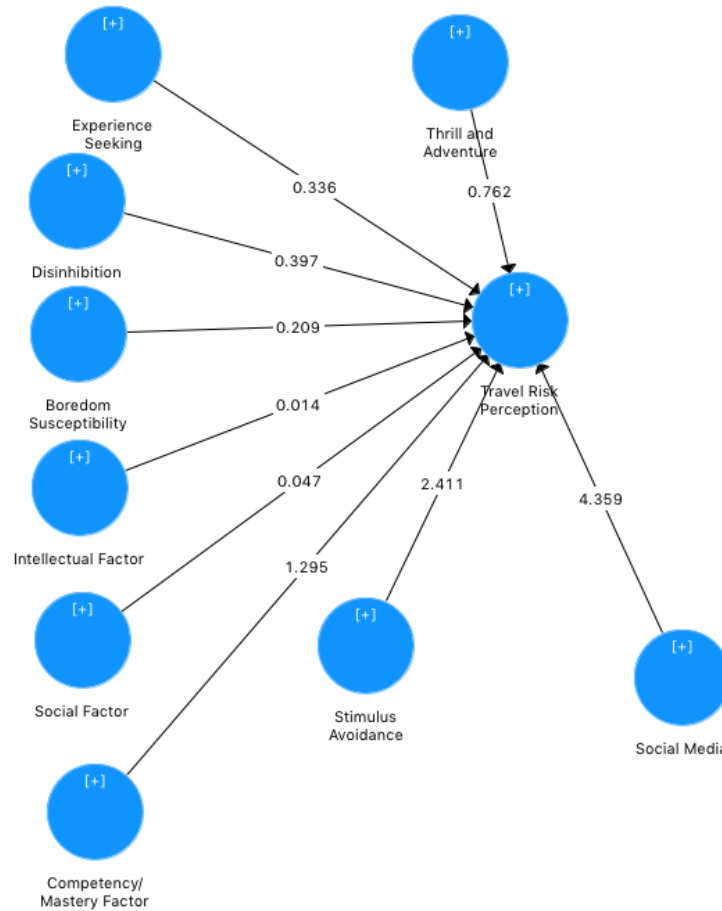 [+]
Experience
Seeking
[+]
Thrill and
Adventure
0.336
0.762
[+]
Disinhibition
0.397
[+]
Travel Risk
Perception
[+]
Boredom
Susceptibility
0.209
[+]
Intellectual Factor
0.014
[+]
Social Factor
0.047
[+]
Competency/
Mastery Factor
1.295
[+]
Stimulus
Avoidance
2.411
[+]
Social Media
4.359